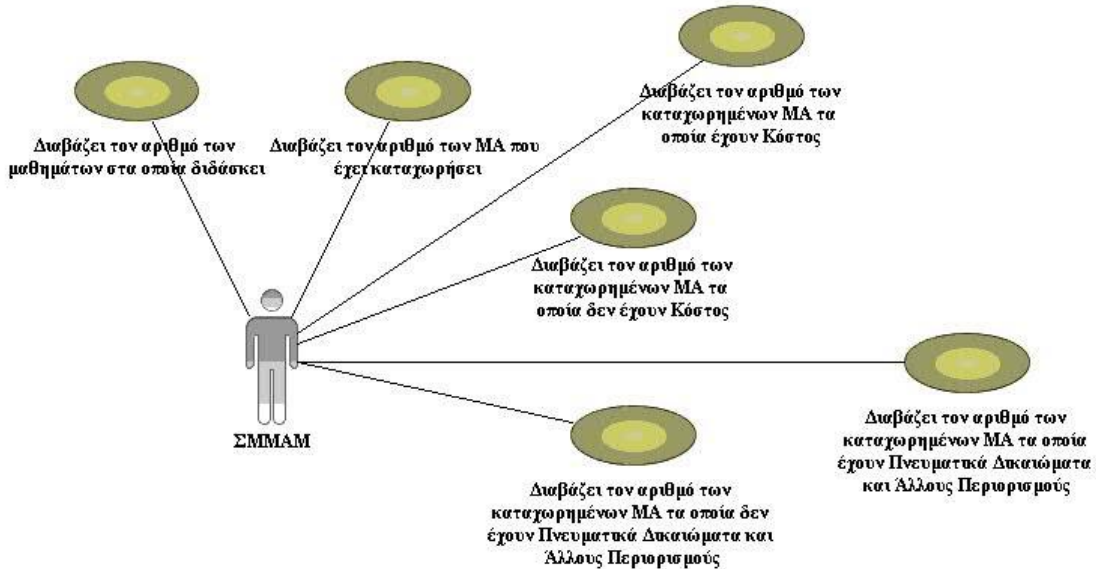 Διαβάζει τον αριθμό των
μαθημάτων στα οποία διδάσκει
Διαβάζει τον αριθμό των ΜΑ που
έχει καταχωρήσει
Διαβάζει τον αριθμό των
καταχωρημένων ΜΑ τα
οποία έχουν Κόστος
Διαβάζει τον αριθμό των
καταχωρημένων ΜΑ τα
οποία δεν έχουν Κόστος
Διαβάζει τον αριθμό των
καταχωρημένων ΜΑ τα οποία
έχουν Πνευματικά Δικαιώματα
και Άλλους Περιορισμούς
ΣΜΜΑΜ
Διαβάζει τον αριθμό των
καταχωρημένων ΜΑ τα οποία δεν
έχουν Πνευματικά Δικαιώματα και
Άλλους Περιορισμούς